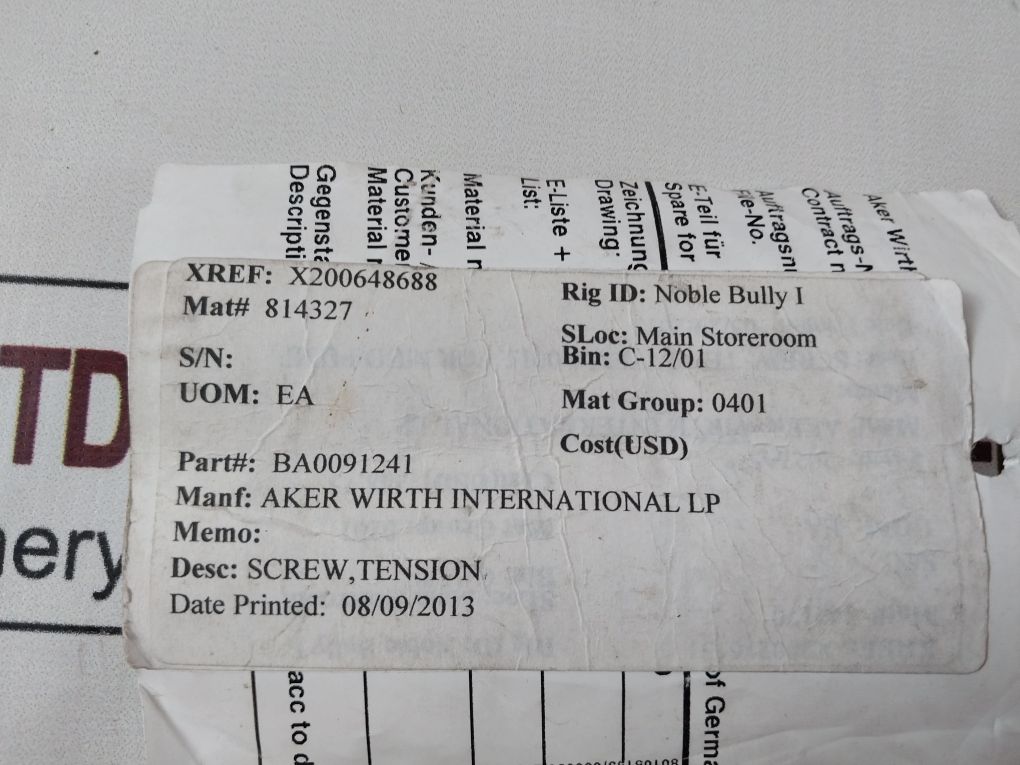 XREF: X200648688
Mat# 814327
S/N:
UOM: EA
Part#: BA0091241
Manf: AKER WIRTH INTERNATIONAL LP
Memo:
Desc: SCREW,TENSION
Date Printed: 08/09/2013
Rig ID: Noble Bully I
SLoc: Main Storeroom
Bin: C-12/01
Mat Group: 0401
Cost(USD)
Aker Wirth
Auftrags-N
Contract n
Auftragsn
File-No.
E-Teil für
Spare for
Zeichnung
Drawing:
E-Liste +
List:
Material n
Kunden-
Custome
Material n
Gegensta
Descripti
acc to d
of Germa
TD
ery